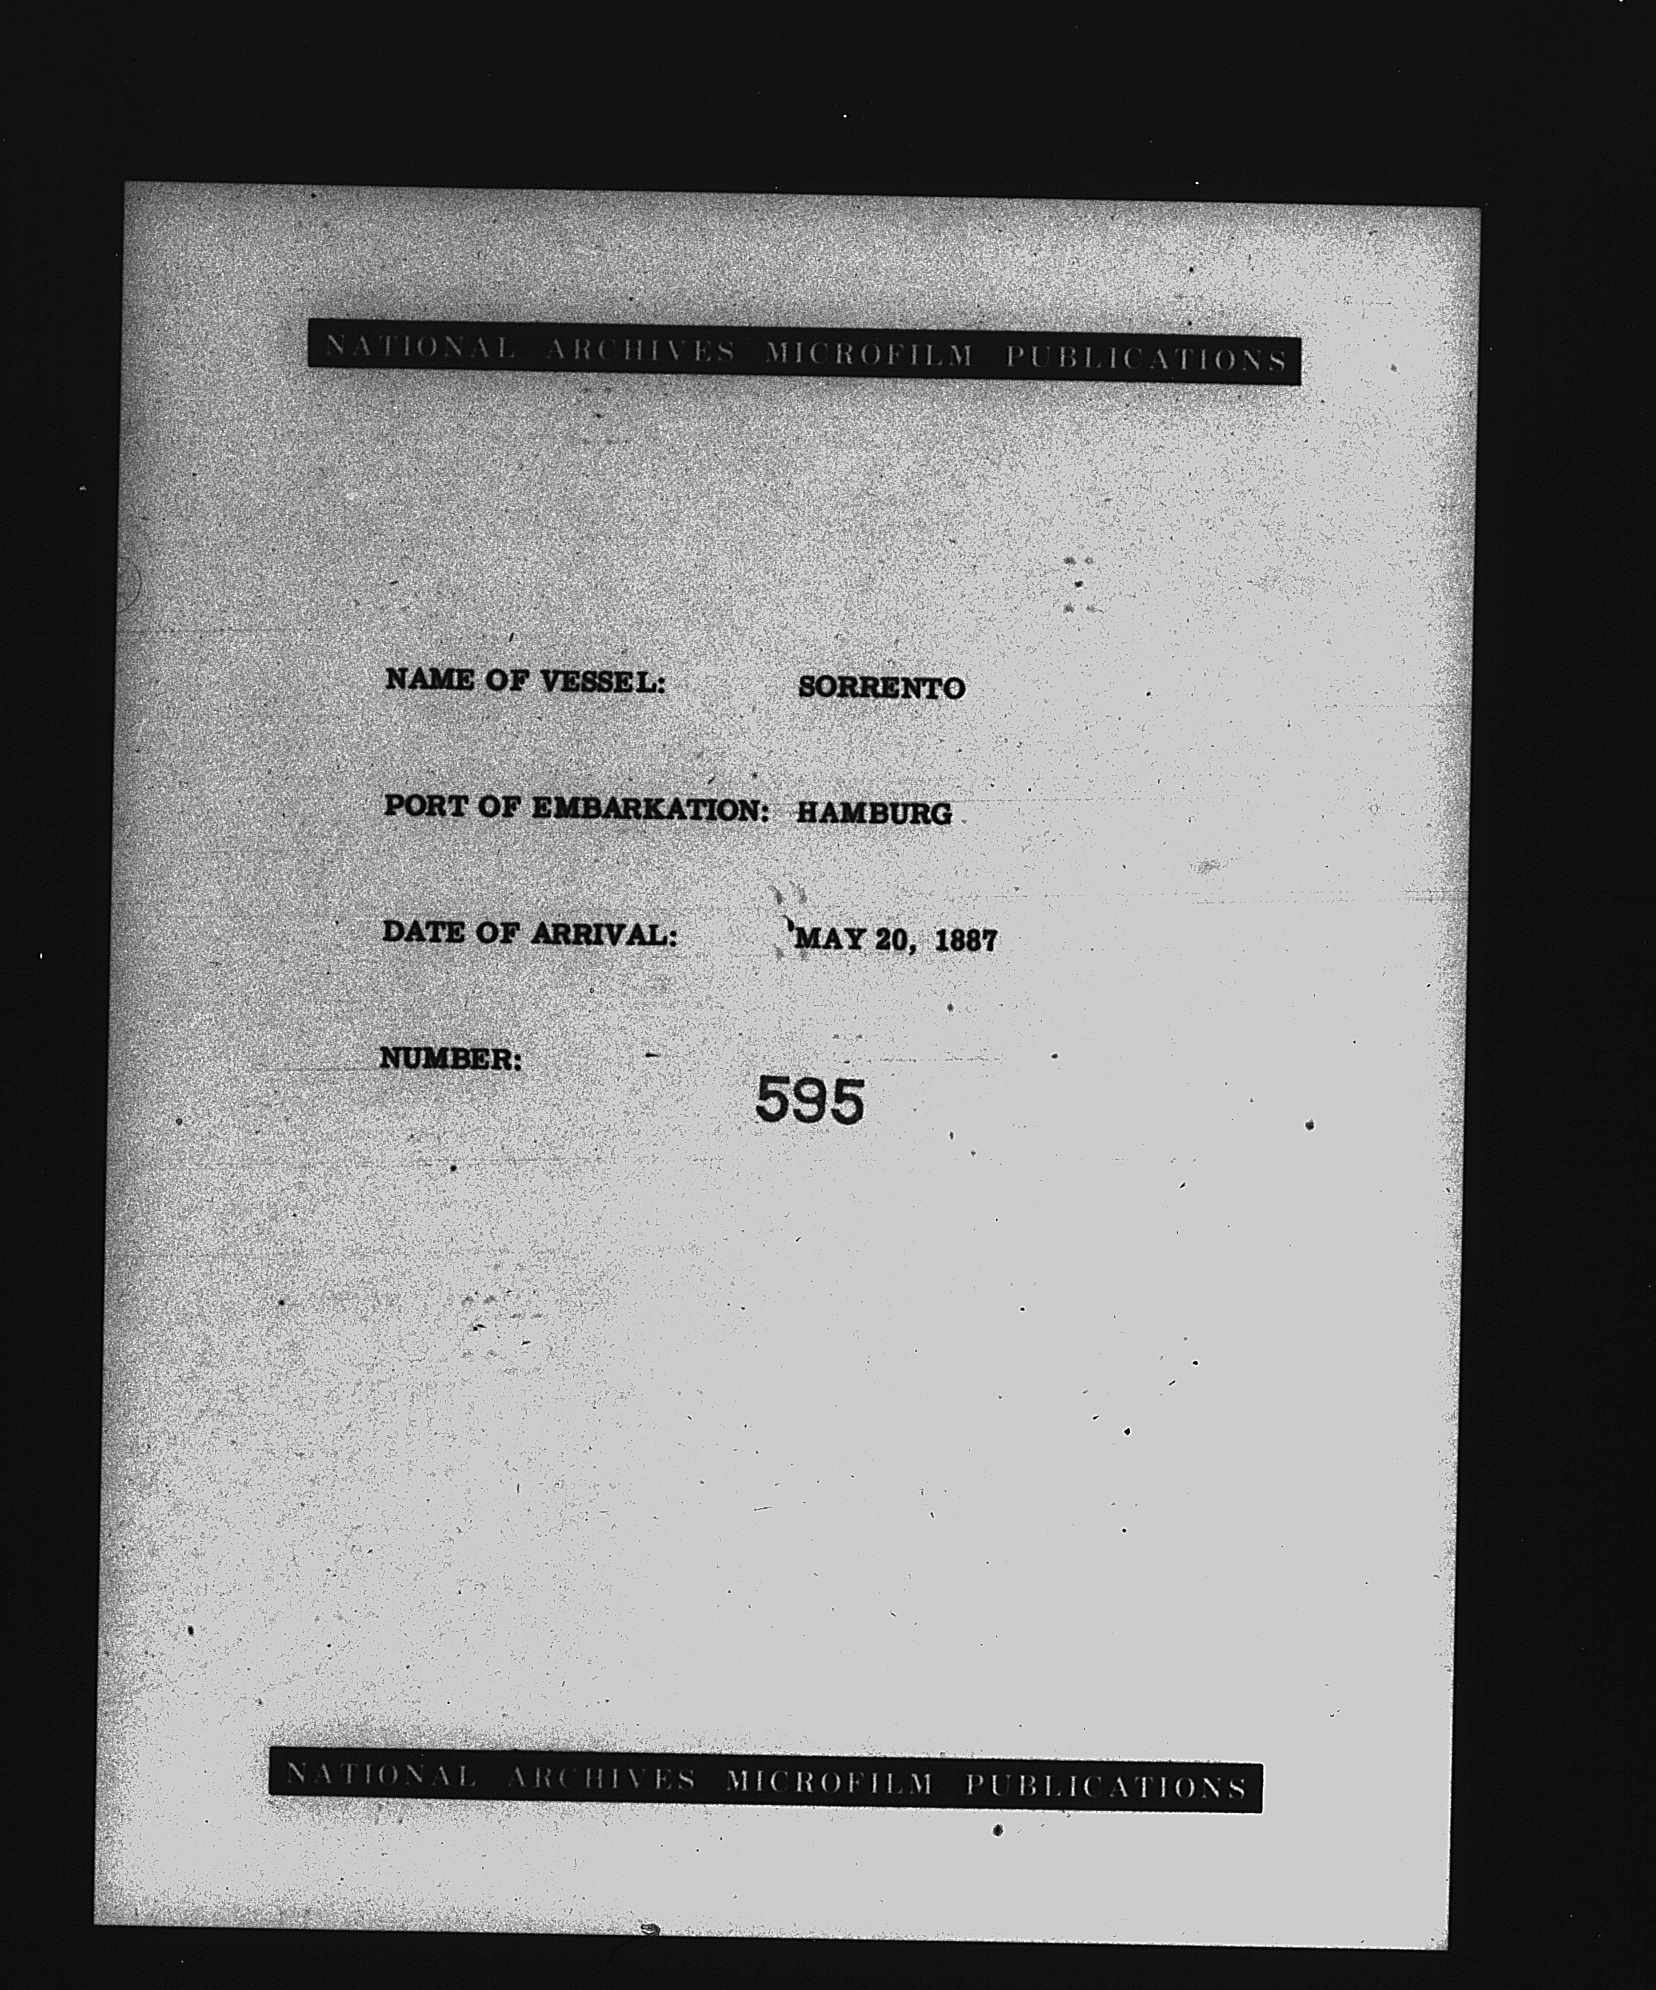 NATIONAL ARCHIVES MICROFILM PUBLICATIONS
NAME OF VESSEL: SORRENTO
PORT OF EMBARKATION: HAMBURG
DATE OF ARRIVAL: MAY 20, 1887
NUMBER:
595
NATIONAL ARCHIVES MICROFILM PUBLICATIONS